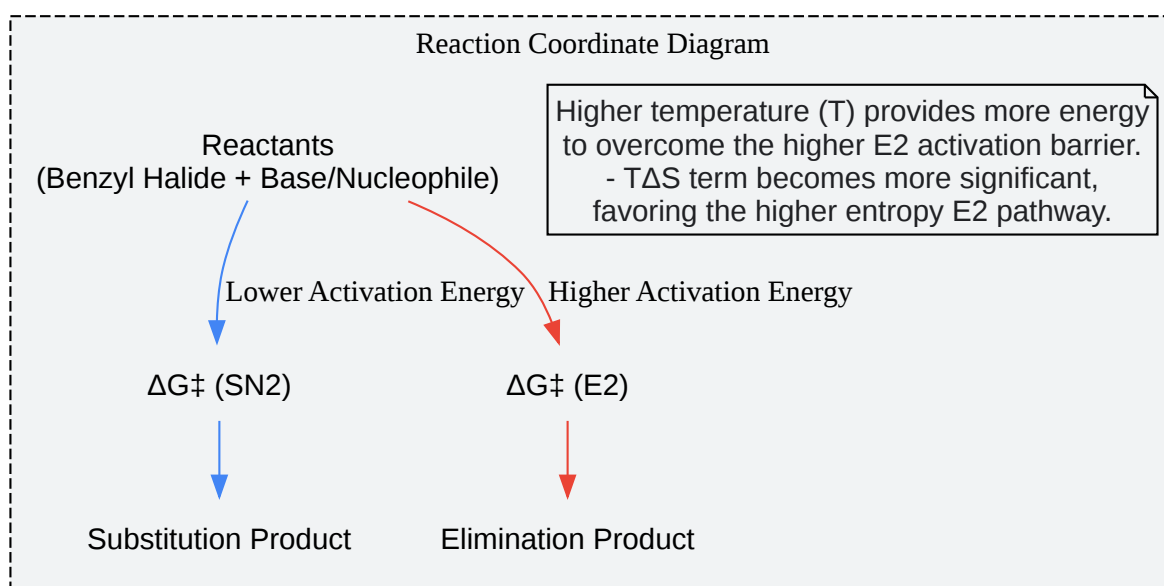 Reaction Coordinate Diagram
Higher temperature (T) provides more energy
to overcome the higher E2 activation barrier.
- TΔS term becomes more significant,
favoring the higher entropy E2 pathway.
Reactants
(Benzyl Halide + Base/Nucleophile)
Lower Activation Energy
Higher Activation Energy
ΔG‡ (SN2)
ΔG‡ (E2)
Substitution Product
Elimination Product